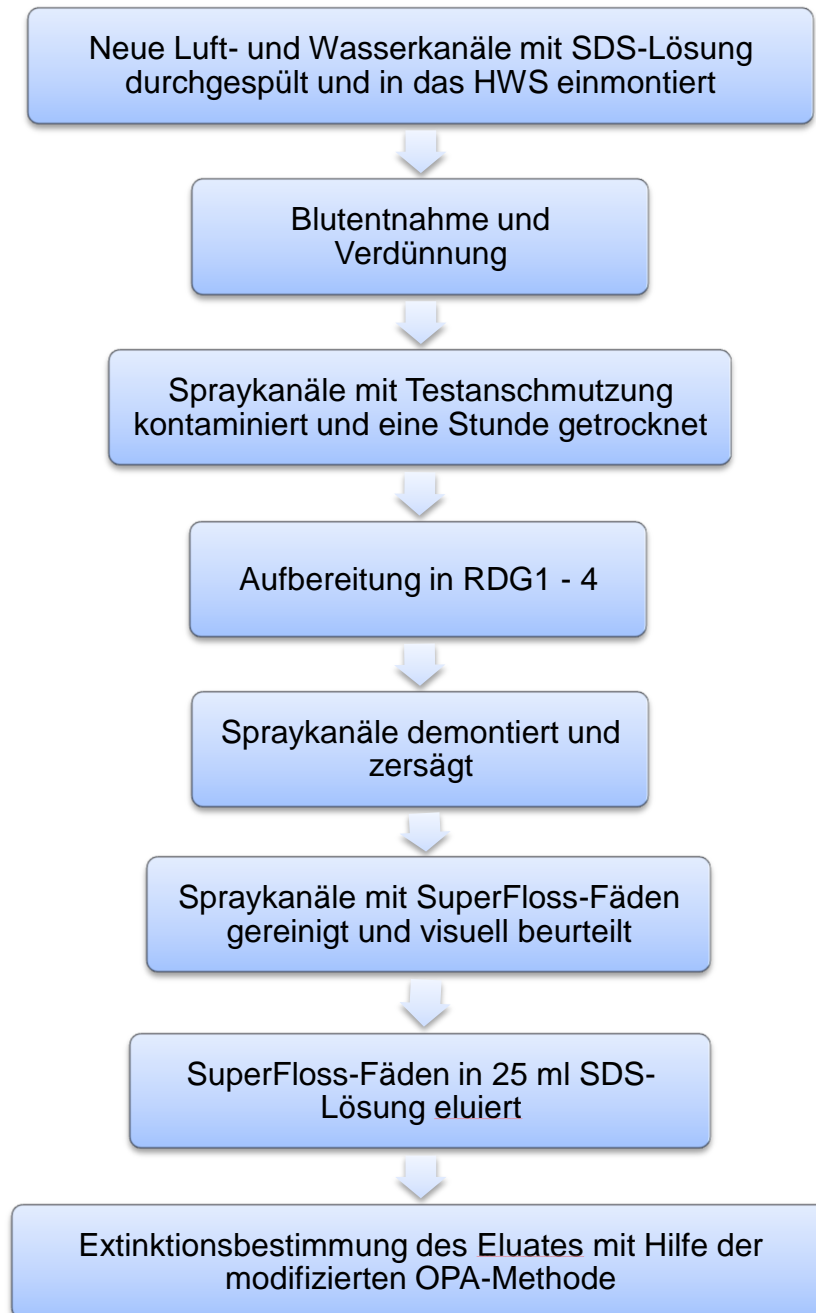 Neue Luft- und Wasserkanäle mit SDS-Lösung
durchgespült und in das HWS einmontiert
Blutentnahme und
Verdünnung
Spraykanäle mit Testanschmutzung
kontaminiert und eine Stunde getrocknet
Aufbereitung in RDG1 - 4
Spraykanäle demontiert und
zersägt
Spraykanäle mit SuperFloss-Fäden
gereinigt und visuell beurteilt
SuperFloss-Fäden in 25 ml SDS-
Lösung eluiert
Extinktionsbestimmung des Eluates mit Hilfe der
modifizierten OPA-Methode